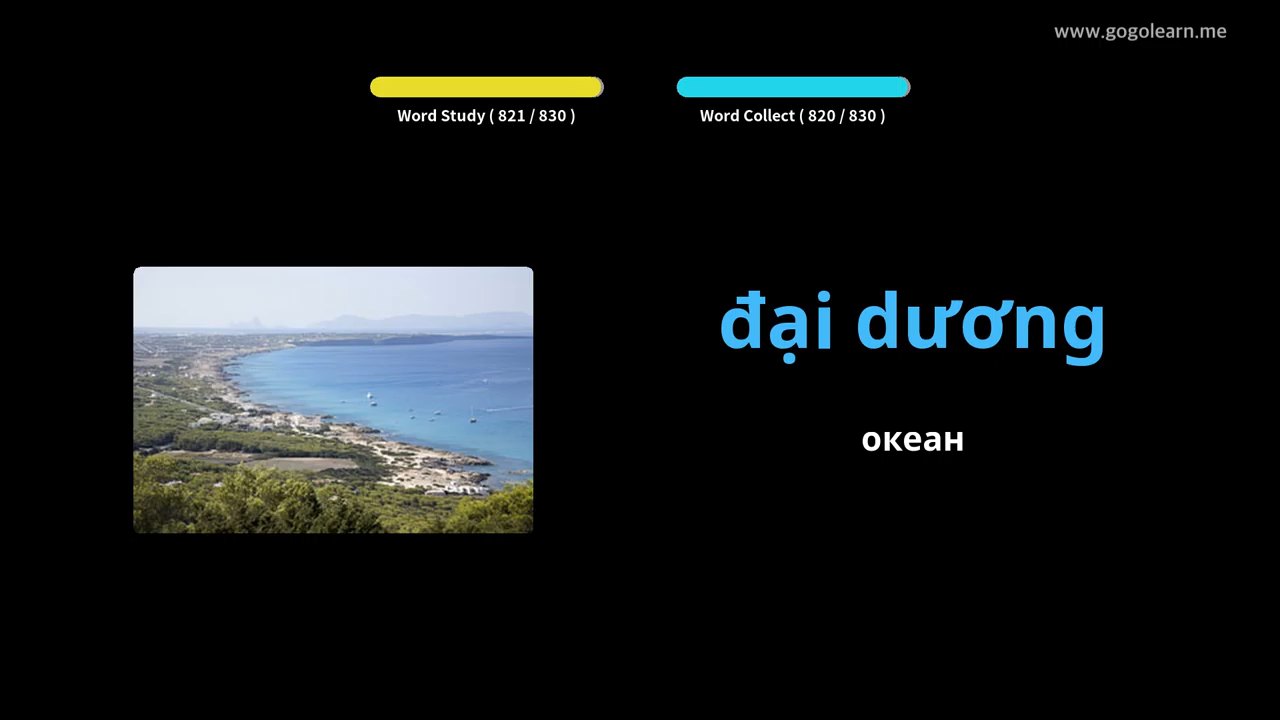 www.gogolearn.me
Word Study ( 821 / 830 )
Word Collect ( 820 / 830 )
đại dương
океан